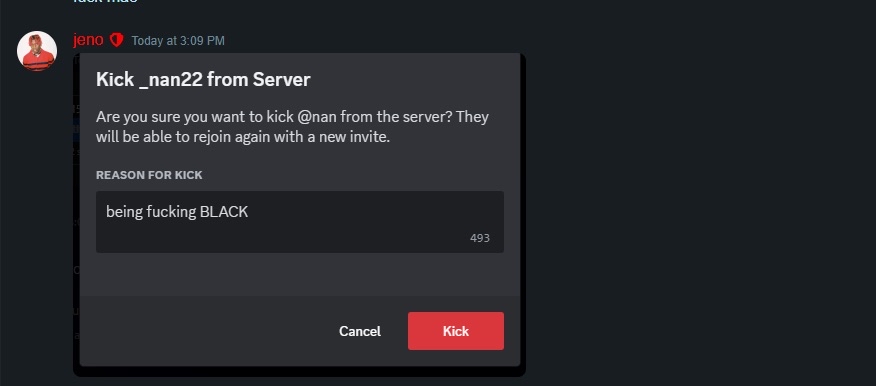 jeno Today at 3:09 PM
Kick _nan22 from Server
Are you sure you want to kick @nan from the server? They
will be able to rejoin again with a new invite.
REASON FOR KICK
being fucking BLACK
493
Cancel Kick